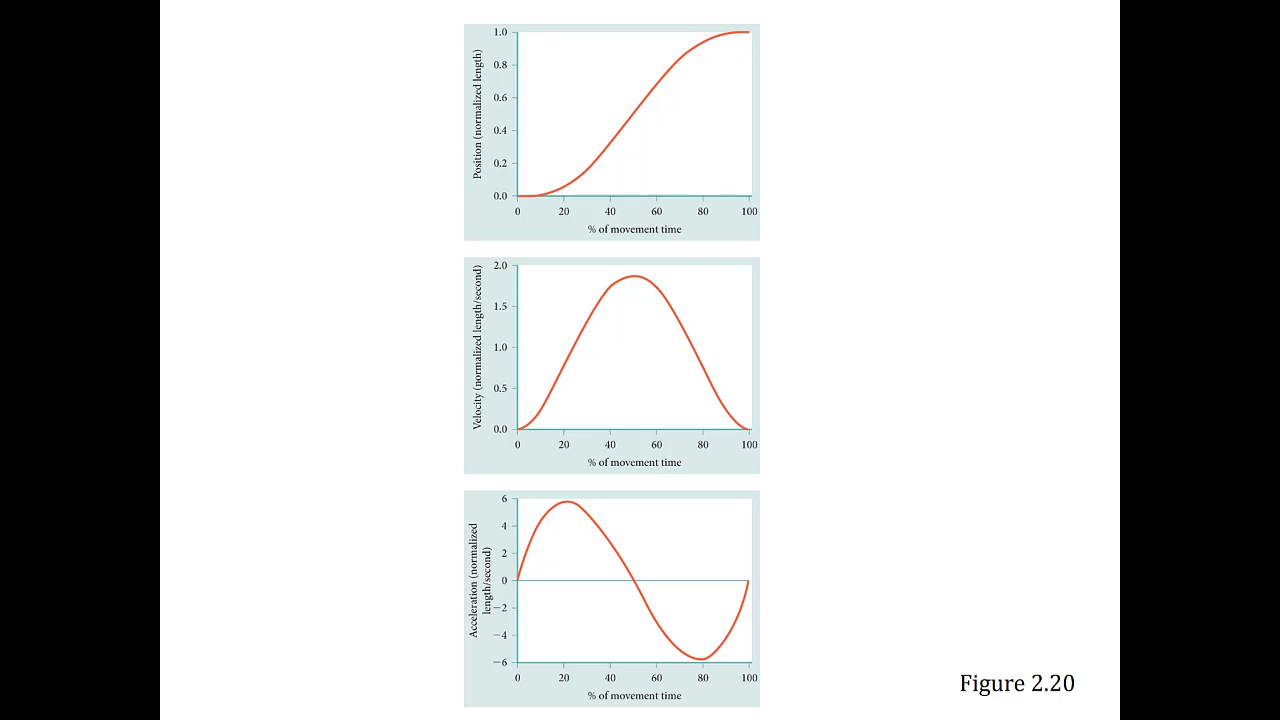 Position (normalized length)
1.0
0.8
0.6
0.4
0.2
0.0
0 20 40 60 80 100
% of movement time
Velocity (normalized length/second)
2.0
1.5
1.0
0.5
0.0
0 20 40 60 80 100
% of movement time
Acceleration (normalized
length/second)
6
4
2
0
−2
−4
−6
0 20 40 60 80 100
% of movement time
Figure 2.20